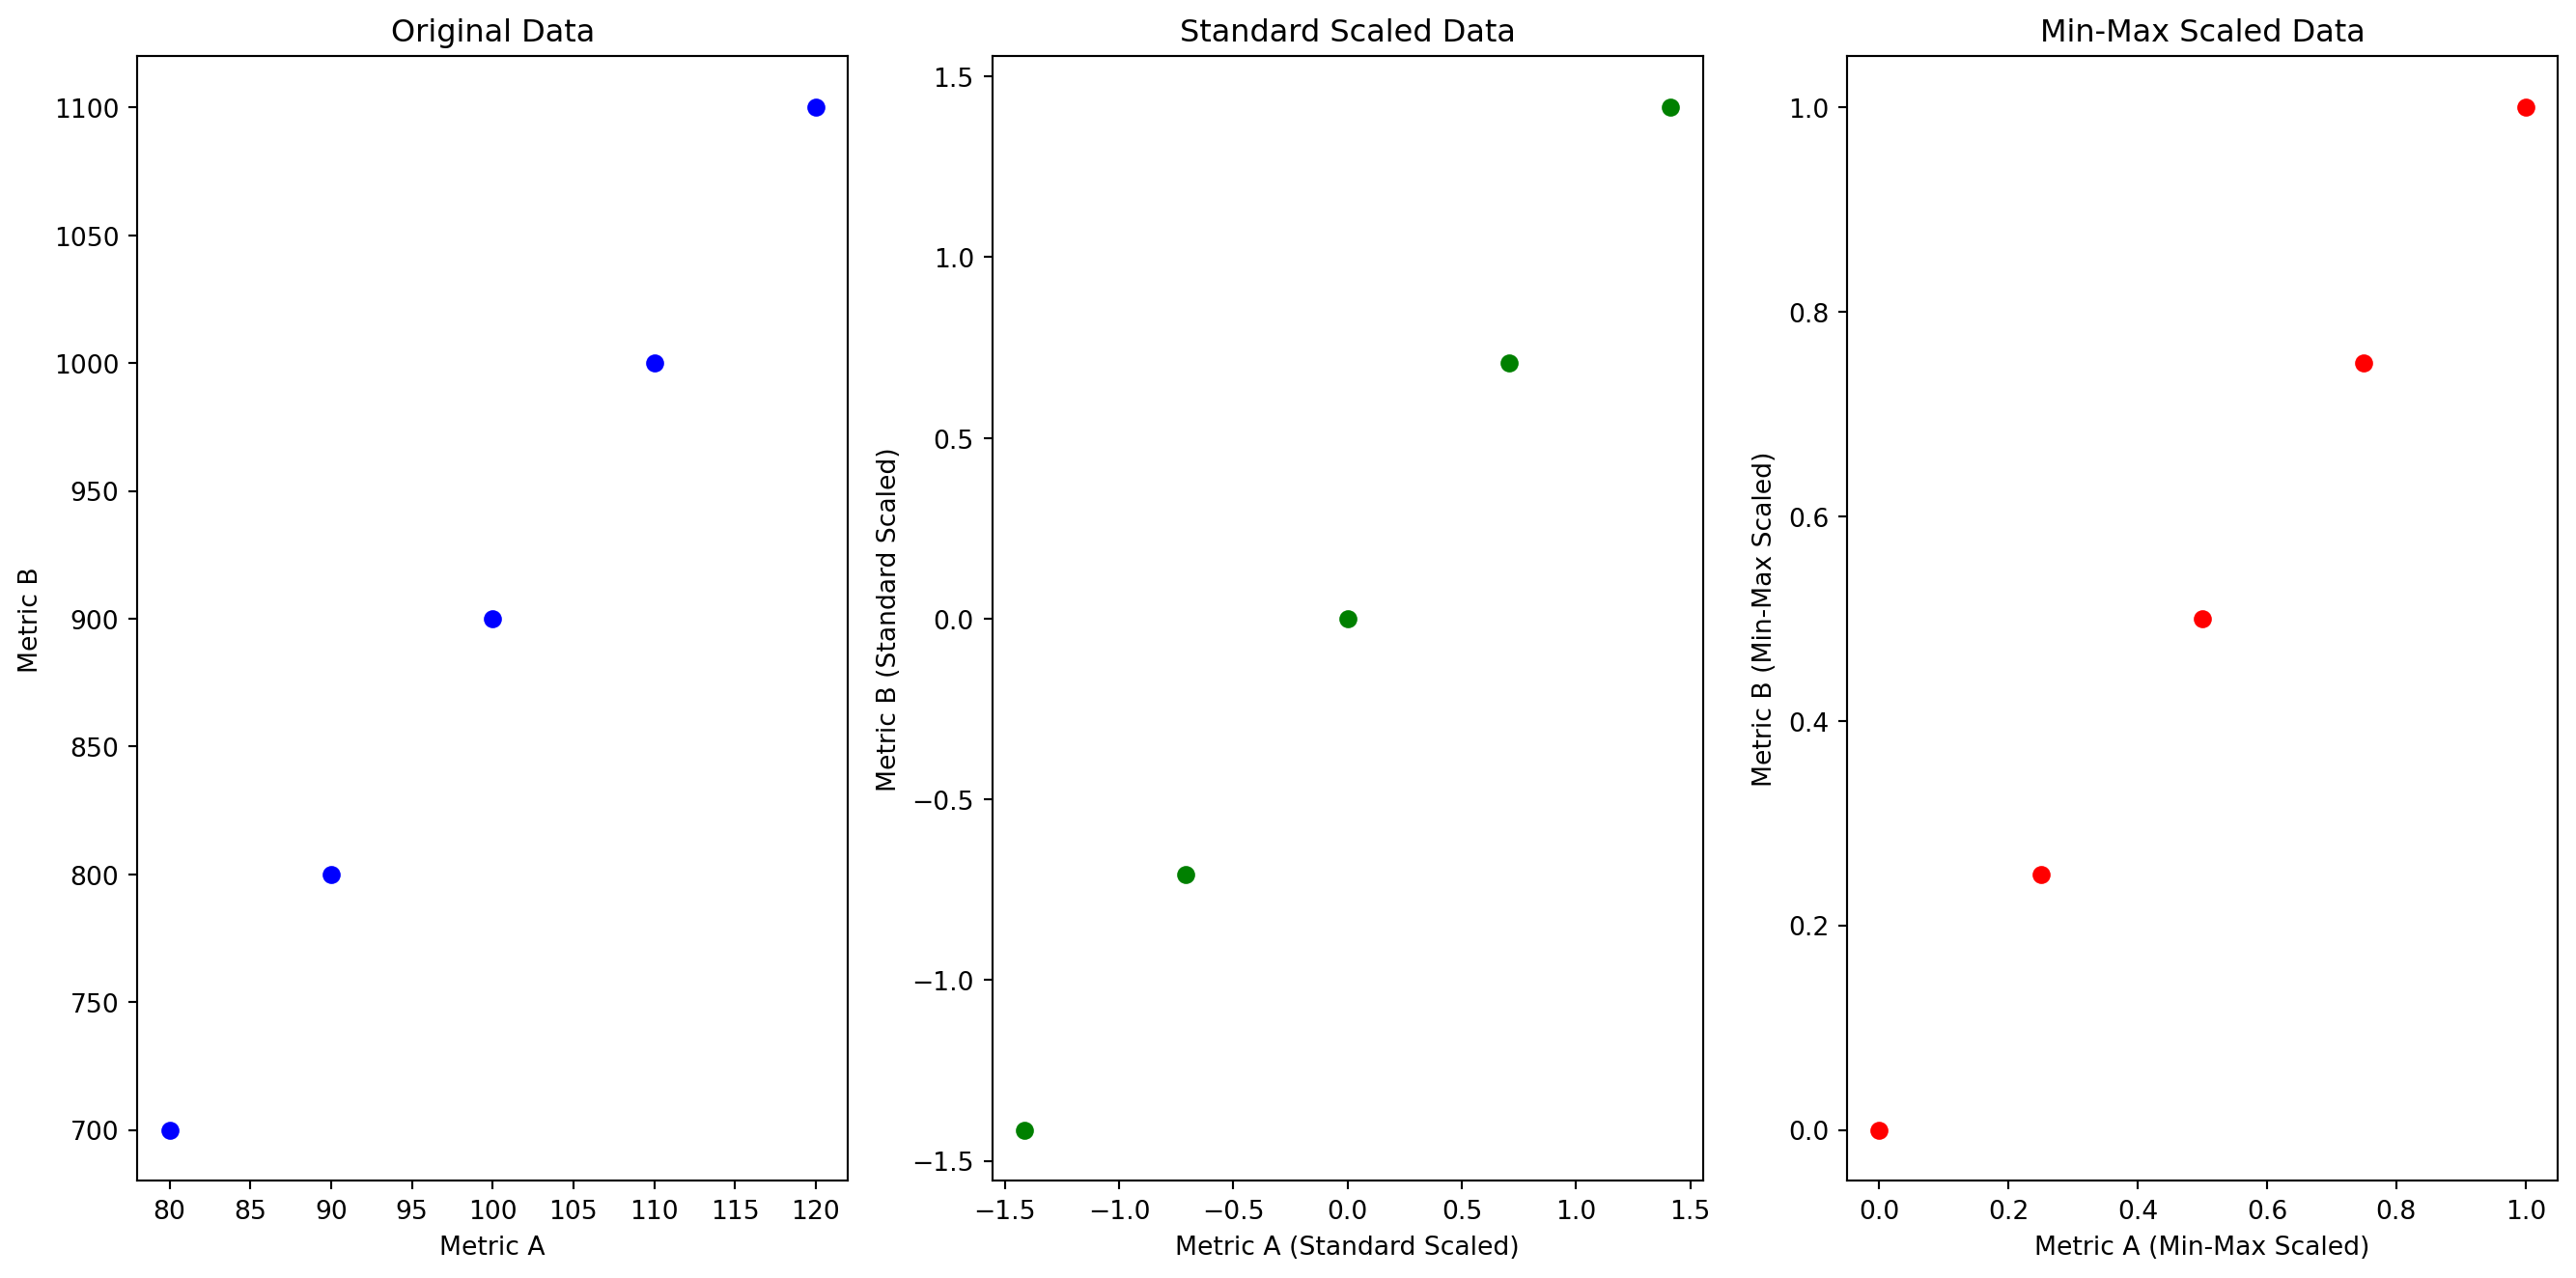 Original Data
1100
1050
1000
950
900
850
800
750
700
Metric B
80 85 90 95 100 105 110 115 120
Metric A
Standard Scaled Data
1.5
1.0
0.5
0.0
−0.5
−1.0
−1.5
Metric B (Standard Scaled)
−1.5 −1.0 −0.5 0.0 0.5 1.0 1.5
Metric A (Standard Scaled)
Min-Max Scaled Data
1.0
0.8
0.6
0.4
0.2
0.0
Metric B (Min-Max Scaled)
0.0 0.2 0.4 0.6 0.8 1.0
Metric A (Min-Max Scaled)